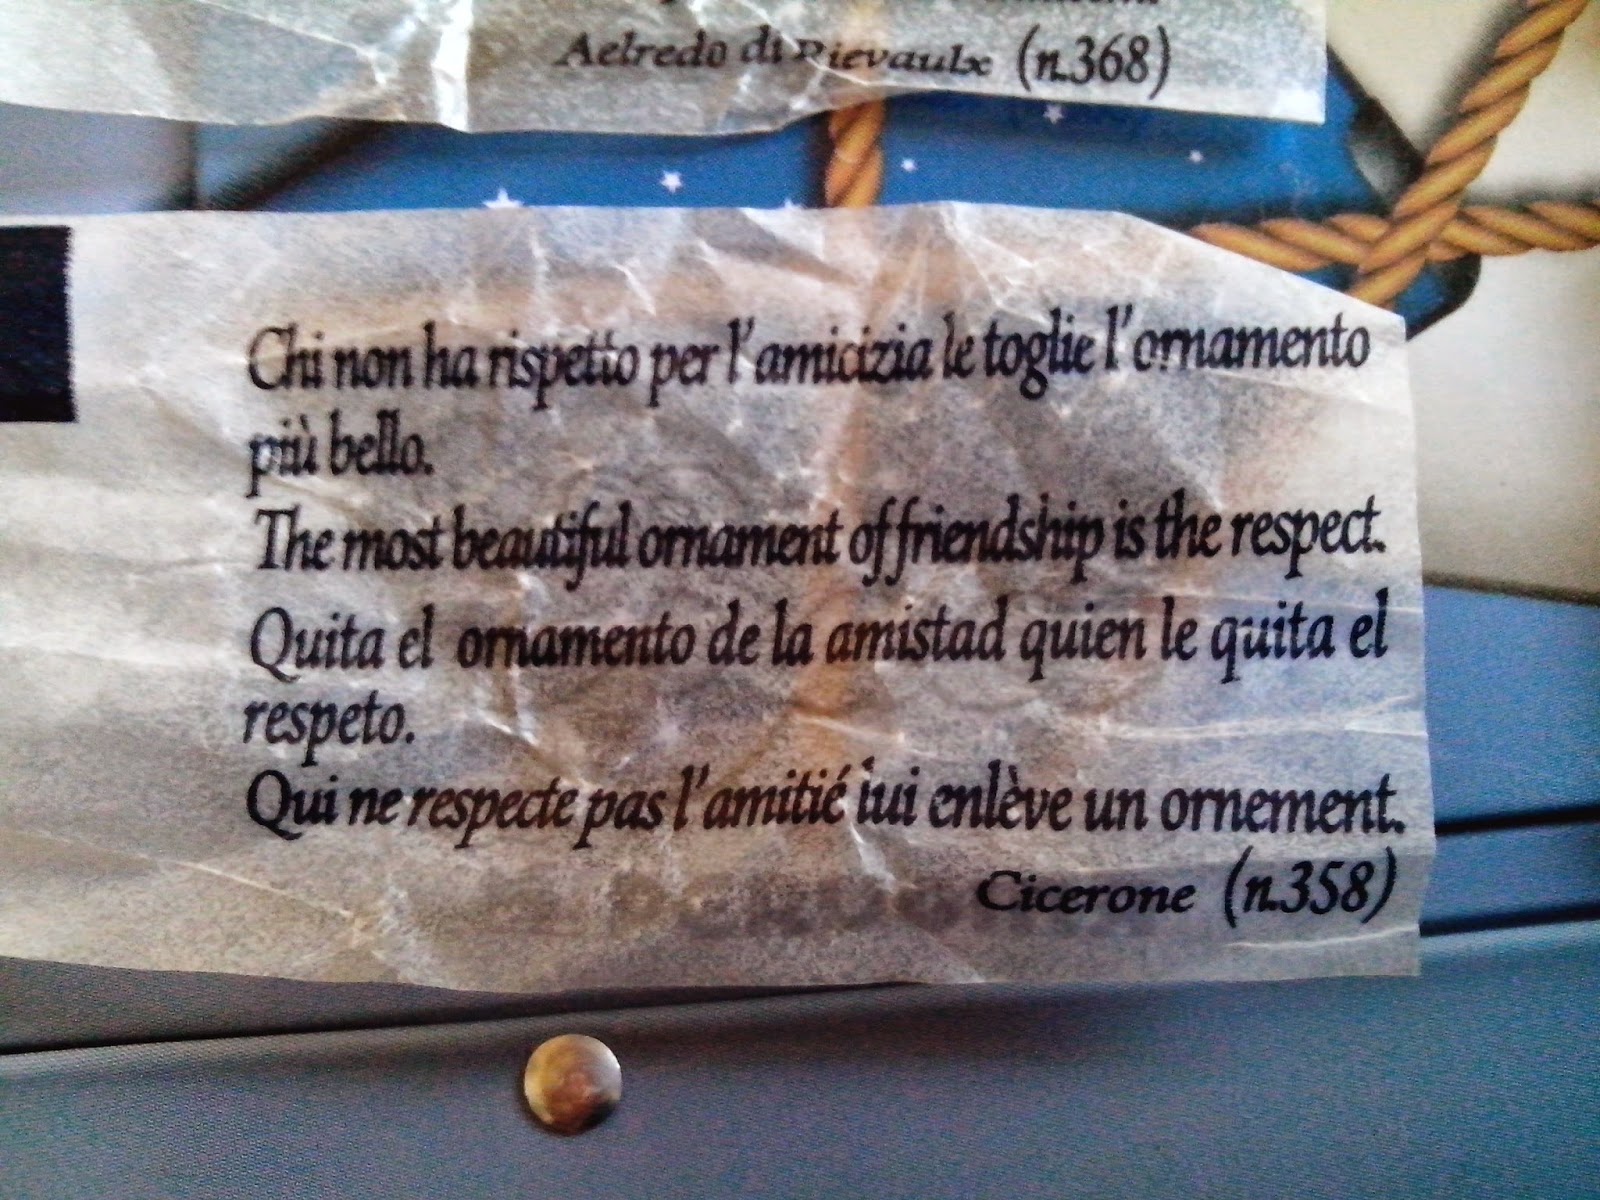 Aelredo di Rievaulx (n.368)
Chi non ha rispetto per l'amicizia le toglie l'ornamento
più bello.
The most beautiful ornament of friendship is the respect.
Quita el ornamento de la amistad quien le quita el
respeto.
Qui ne respecte pas l'amitié lui enlève un ornement.
Cicerone (n.358)